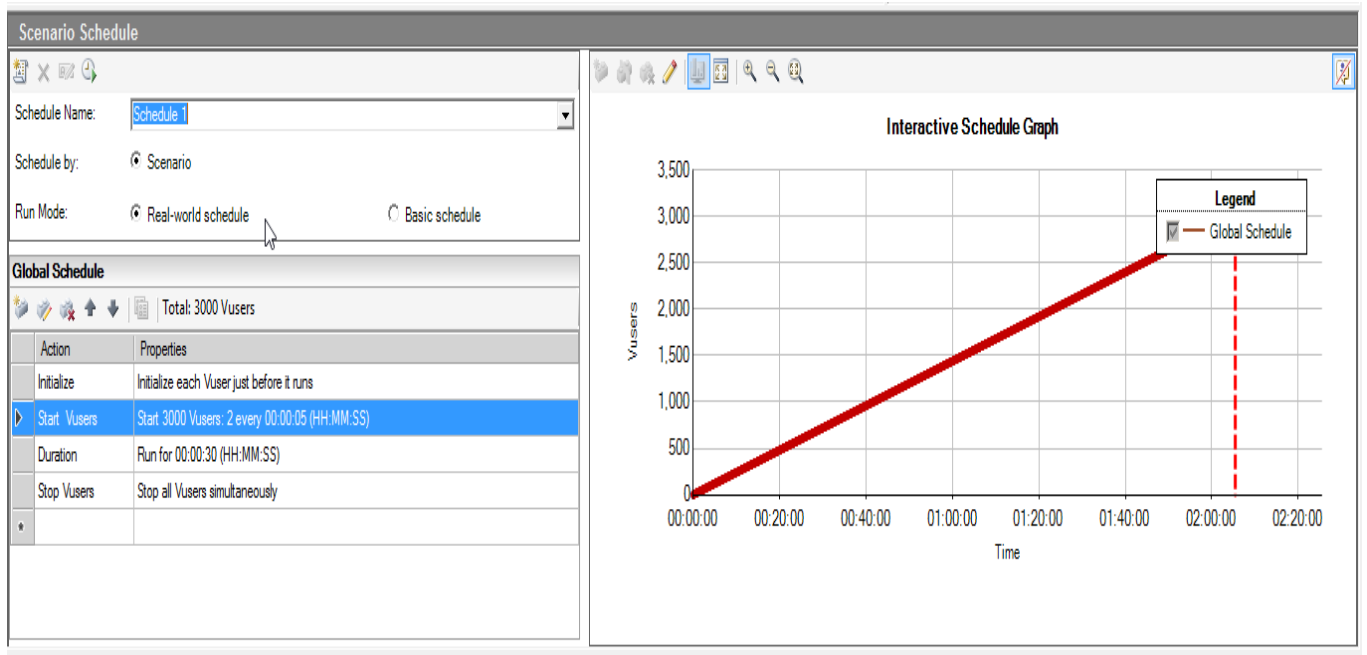 Scenario Schedule
Schedule Name: Schedule 1
Schedule by: Scenario
Run Mode: Real-world schedule Basic schedule
Global Schedule
Total: 3000 Vusers
Action Properties
Initialize Initialize each Vuser just before it runs
Start Vusers Start 3000 Vusers: 2 every 00:00:05 (HH:MM:SS)
Duration Run for 00:00:30 (HH:MM:SS)
Stop Vusers Stop all Vusers simultaneously
*
Interactive Schedule Graph
Legend
Global Schedule
Vusers
3,500
3,000
2,500
2,000
1,500
1,000
500
0
00:00:00 00:20:00 00:40:00 01:00:00 01:20:00 01:40:00 02:00:00 02:20:00
Time